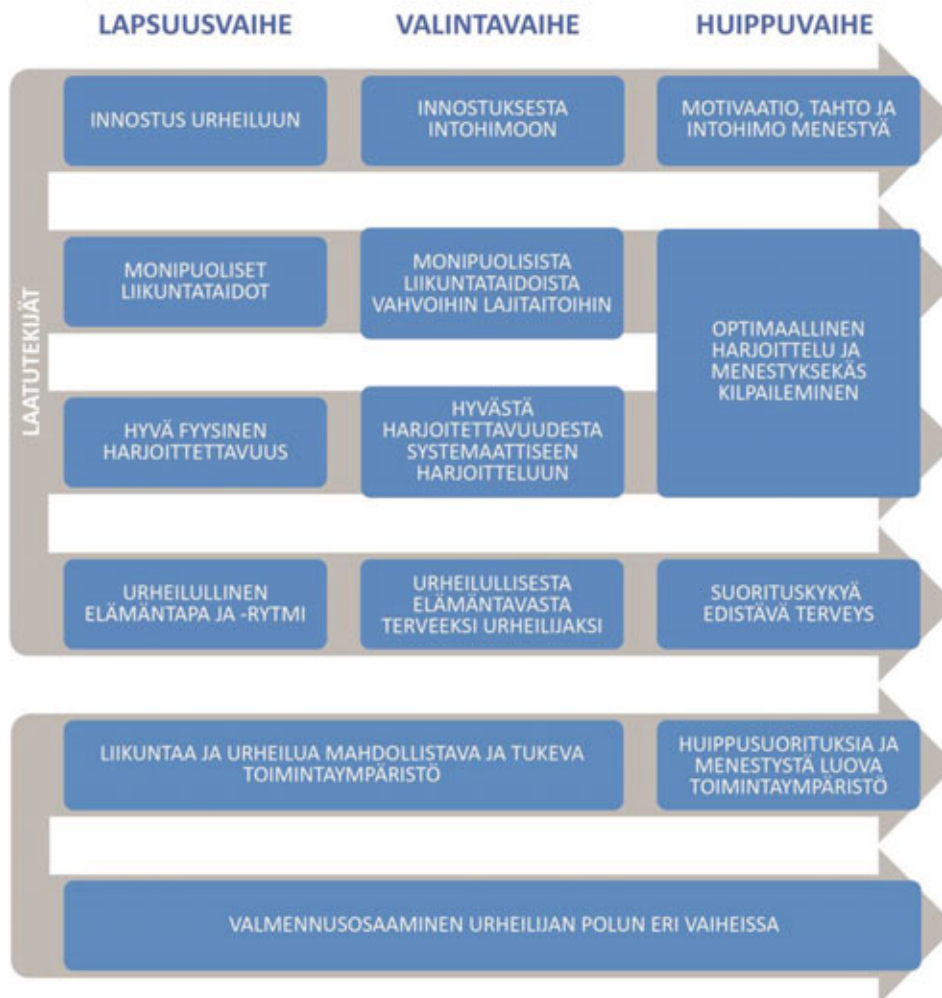 LAPSUUSVAIHE
VALINTAVAIHE
HUIPPUVAIHE
LAATUTEKIJÄT
INNOSTUS URHEILUUN
INNOSTUKSESTA
INTOHIMOON
MOTIVAATIO, TAHTO JA
INTOHIMO MENESTYÄ
MONIPUOLISET
LIIKUNTATAIDOT
MONIPUOLISISTA
LIIKUNTATAIDOISTA
VAHVOIHIN LAJITAITOIHIN
OPTIMAALLINEN
HARJOITTELU JA
MENESTYKSEKÄS
KILPAILEMINEN
HYVÄ FYYSINEN
HARJOITTETTAVUUS
HYVÄSTÄ
HARJOITETTAVUUDESTA
SYSTEMAATTISEEN
HARJOITTELUUN
URHEILULLINEN
ELÄMÄNTAPA JA -RYTMI
URHEILULLISESTA
ELÄMÄNTAVASTA
TERVEEKSI URHEILIJAKSI
SUORITUSKYKYÄ
EDISTÄVÄ TERVEYS
LIIKUNTAA JA URHEILUA MAHDOLLISTAVA JA TUKEVA
TOIMINTAYMPÄRISTÖ
HUIPPUSUORITUKSIA JA
MENESTYSTÄ LUOVA
TOIMINTAYMPÄRISTÖ
VALMENNUSOSAAMINEN URHEILIJAN POLUN ERI VAIHEISSA